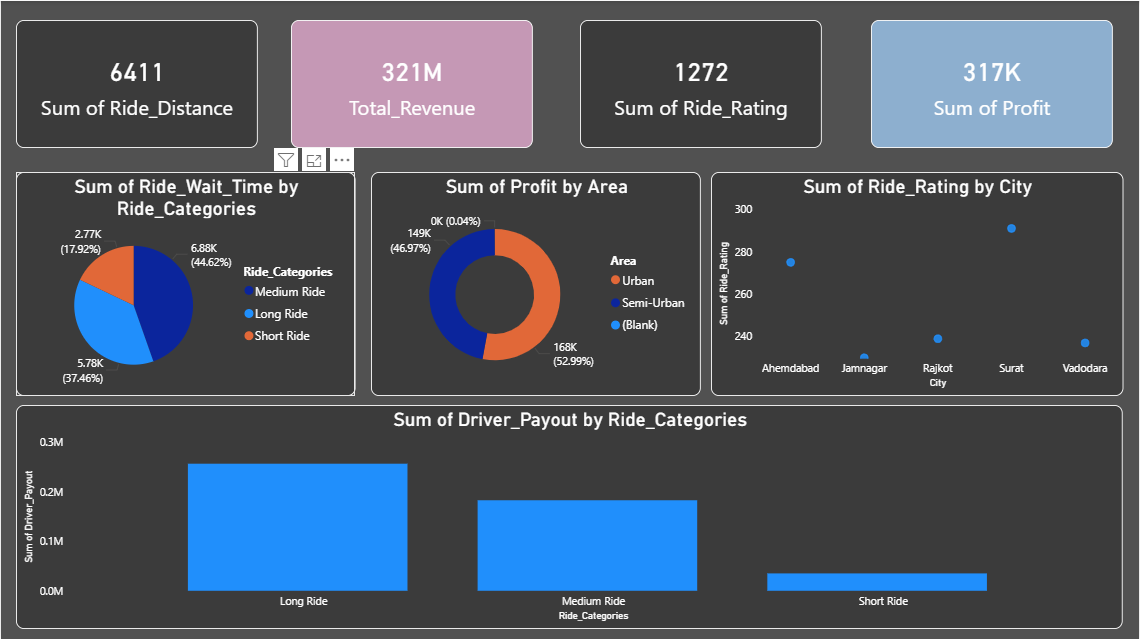 6411
Sum of Ride_Distance
321M
Total_Revenue
1272
Sum of Ride_Rating
317K
Sum of Profit
Sum of Ride_Wait_Time by
Ride_Categories
2.77K
(17.92%)
6.88K
(44.62%)
5.78K
(37.46%)
Ride_Categories
Medium Ride
Long Ride
Short Ride
Sum of Profit by Area
0K (0.04%)
149K
(46.97%)
168K
(52.99%)
Area
Urban
Semi-Urban
(Blank)
Sum of Ride_Rating by City
Sum of Ride_Rating
300
280
260
240
Ahemdabad
Jamnagar
Rajkot
Surat
Vadodara
City
Sum of Driver_Payout by Ride_Categories
Sum of Driver_Payout
0.3M
0.2M
0.1M
0.0M
Long Ride
Medium Ride
Short Ride
Ride_Categories